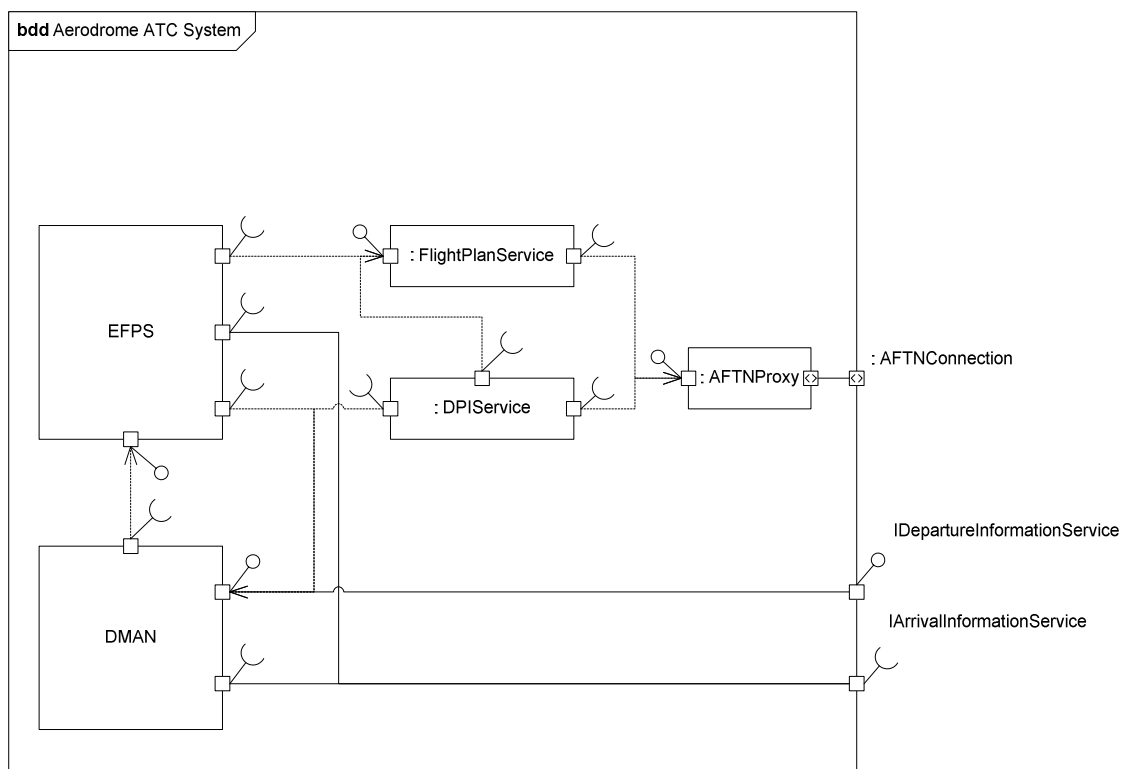 bdd Aerodrome ATC System
: FlightPlanService
EFPS
: AFTNConnection
: AFTNProxy
: DPIService
IDepartureInformationService
IArrivalInformationService
DMAN